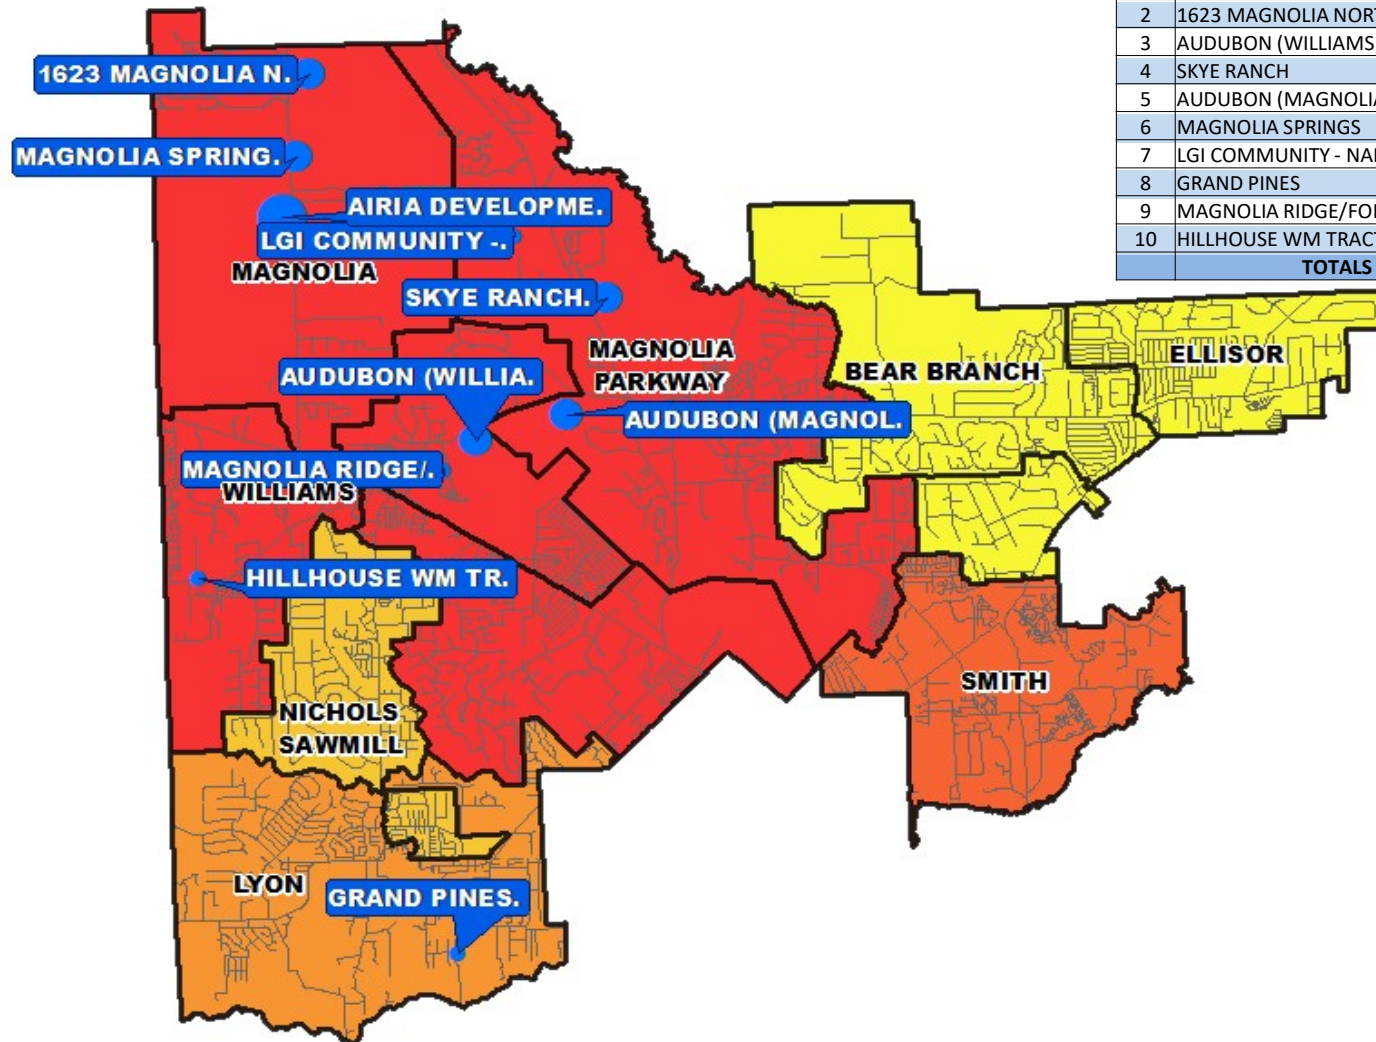 2 1623 MAGNOLIA NORT
3 AUDUBON (WILLIAMS
4 SKYE RANCH
5 AUDUBON (MAGNOLIA
6 MAGNOLIA SPRINGS
7 LGI COMMUNITY - NA
8 GRAND PINES
9 MAGNOLIA RIDGE/FO
10 HILLHOUSE WM TRACT
TOTALS
1623 MAGNOLIA N.
MAGNOLIA SPRING.
AIRIA DEVELOPME.
LGI COMMUNITY -.
MAGNOLIA
SKYE RANCH.
MAGNOLIA
PARKWAY
BEAR BRANCH
ELLISOR
AUDUBON (WILLIA.
AUDUBON (MAGNOL.
MAGNOLIA RIDGE/.
WILLIAMS
HILLHOUSE WM TR.
SMITH
NICHOLS
SAWMILL
LYON
GRAND PINES.